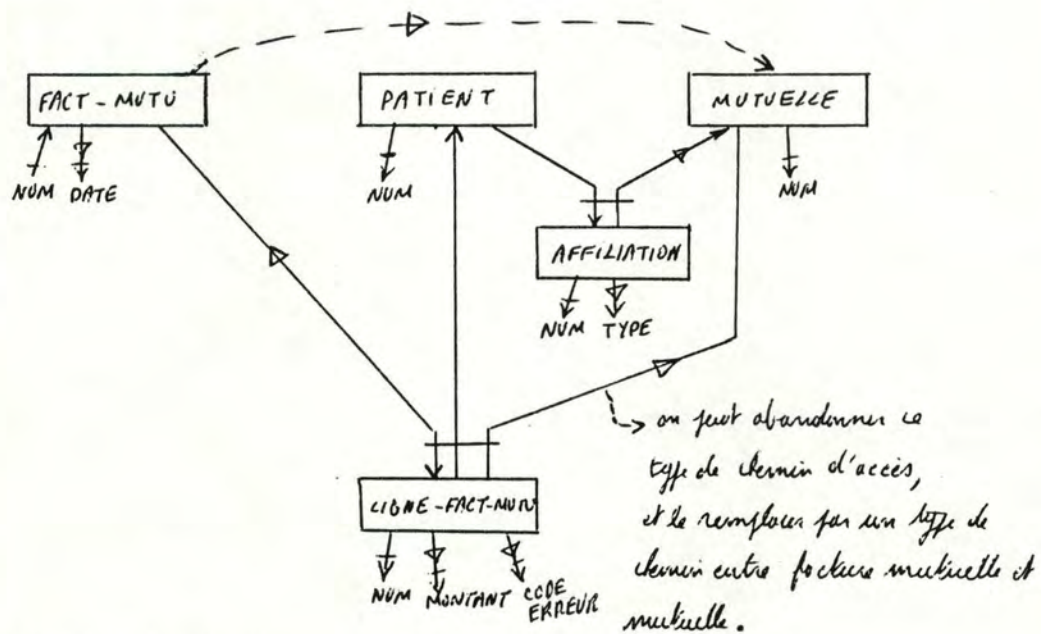 FACT-MUTU
PATIENT
MUTUELLE
NUM DATE
NUM
NUM
AFFILIATION
NUM TYPE
on peut abandonner ce
type de chemin d'accès,
et le remplacer par un type de
chemin entre facture mutuelle et
mutuelle.
LIGNE-FACT-MUTU
NUM MONTANT CODE
ERREUR